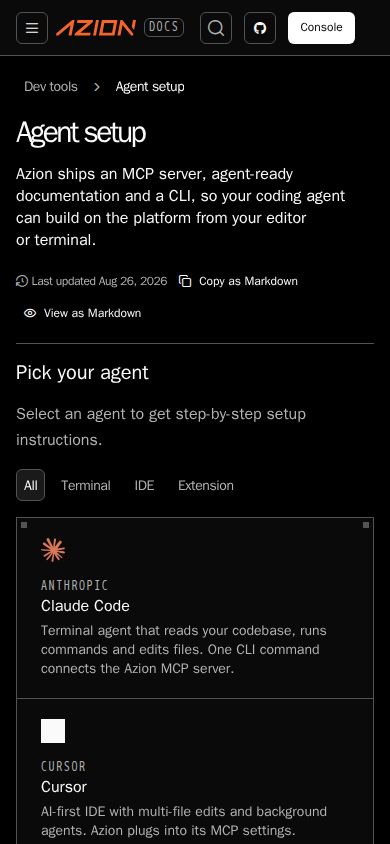 AZION DOCS Console
Dev tools > Agent setup
Agent setup
Azion ships an MCP server, agent-ready
documentation and a CLI, so your coding agent
can build on the platform from your editor
or terminal.
Last updated Aug 26, 2026 Copy as Markdown
View as Markdown
Pick your agent
Select an agent to get step-by-step setup
instructions.
All Terminal IDE Extension
ANTHROPIC
Claude Code
Terminal agent that reads your codebase, runs
commands and edits files. One CLI command
connects the Azion MCP server.
CURSOR
Cursor
AI-first IDE with multi-file edits and background
agents. Azion plugs into its MCP settings.